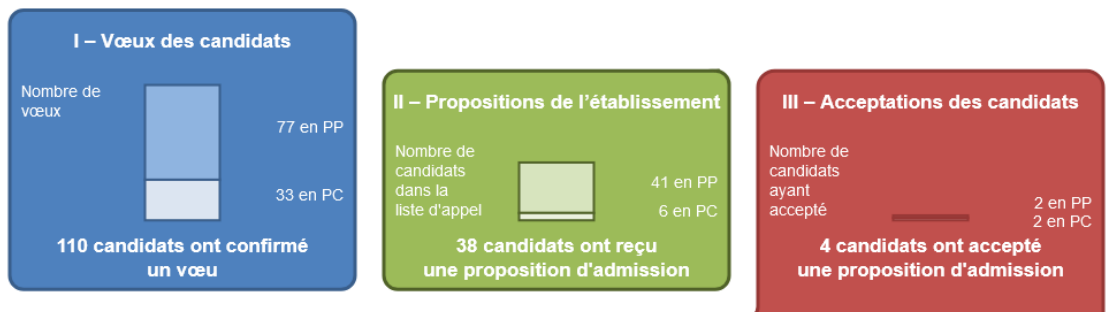 I – Vœux des candidats
Nombre de
vœux
77 en PP
33 en PC
110 candidats ont confirmé
un vœu
II – Propositions de l'établissement
Nombre de
candidats
dans la
liste d'appel
41 en PP
6 en PC
38 candidats ont reçu
une proposition d'admission
III – Acceptations des candidats
Nombre de
candidats
ayant
accepté
2 en PP
2 en PC
4 candidats ont accepté
une proposition d'admission